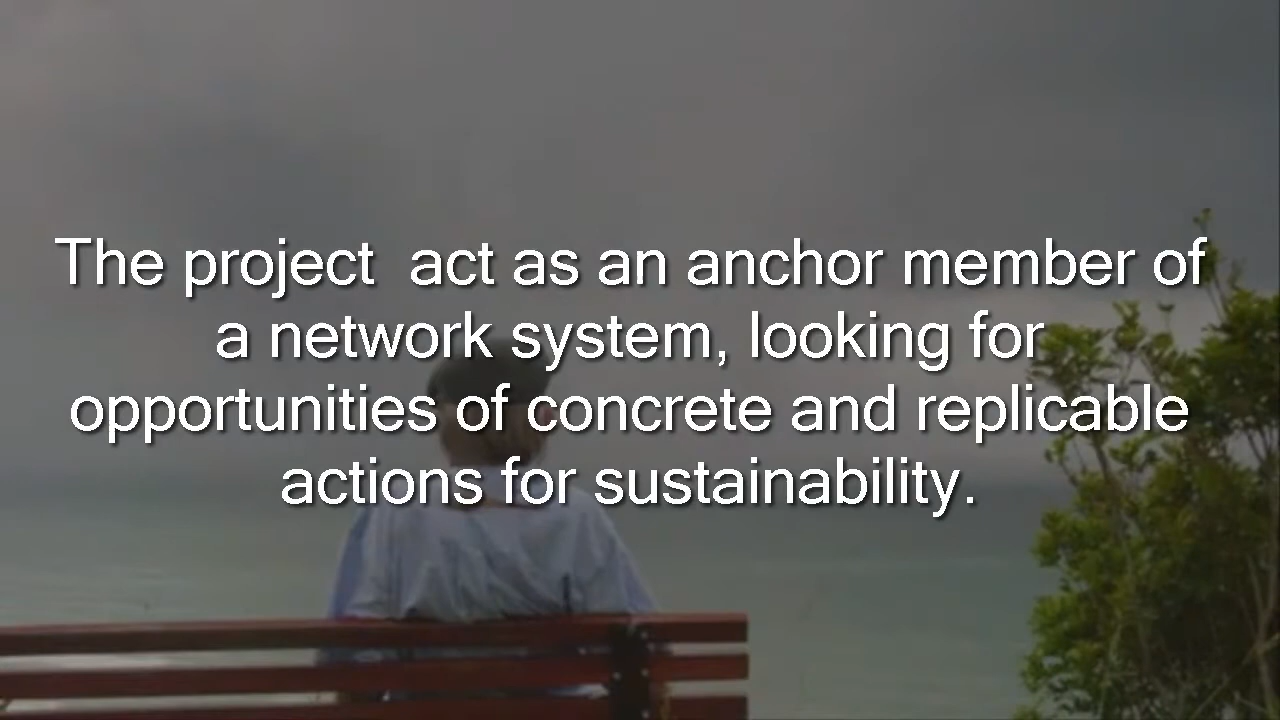 The project  act as an anchor member of
a network system, looking for
opportunities of concrete and replicable
actions for sustainability.